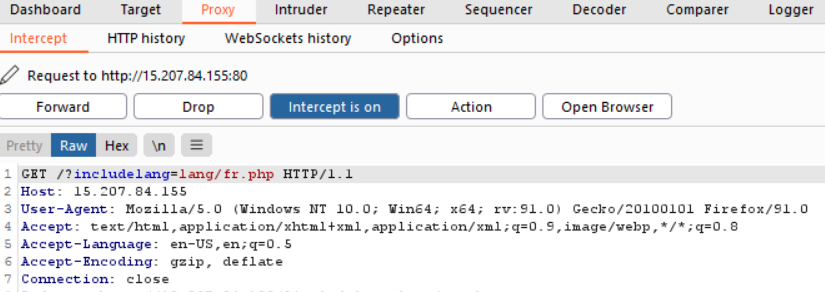 Dashboard Target Proxy Intruder Repeater Sequencer Decoder Comparer Logger
Intercept HTTP history WebSockets history Options
Request to http://15.207.84.155:80
Forward Drop Intercept is on Action Open Browser
Pretty Raw Hex \n
1 GET /?includelang=lang/fr.php HTTP/1.1
2 Host: 15.207.84.155
3 User-Agent: Mozilla/5.0 (Windows NT 10.0; Win64; x64; rv:91.0) Gecko/20100101 Firefox/91.0
4 Accept: text/html,application/xhtml+xml,application/xml;q=0.9,image/webp,*/*;q=0.8
5 Accept-Language: en-US,en;q=0.5
6 Accept-Encoding: gzip, deflate
7 Connection: close